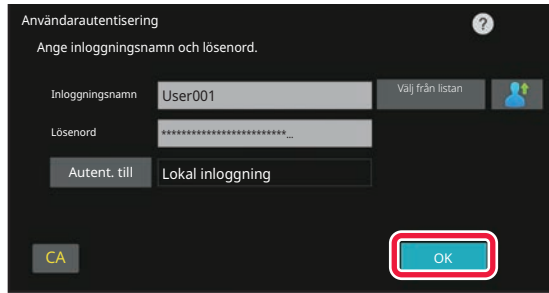 Användarautentisering
?
Ange inloggningsnamn och lösenord.
Inloggningsnamn User001 Välj från listan
Lösenord *************************...
Autent. till Lokal inloggning
CA OK